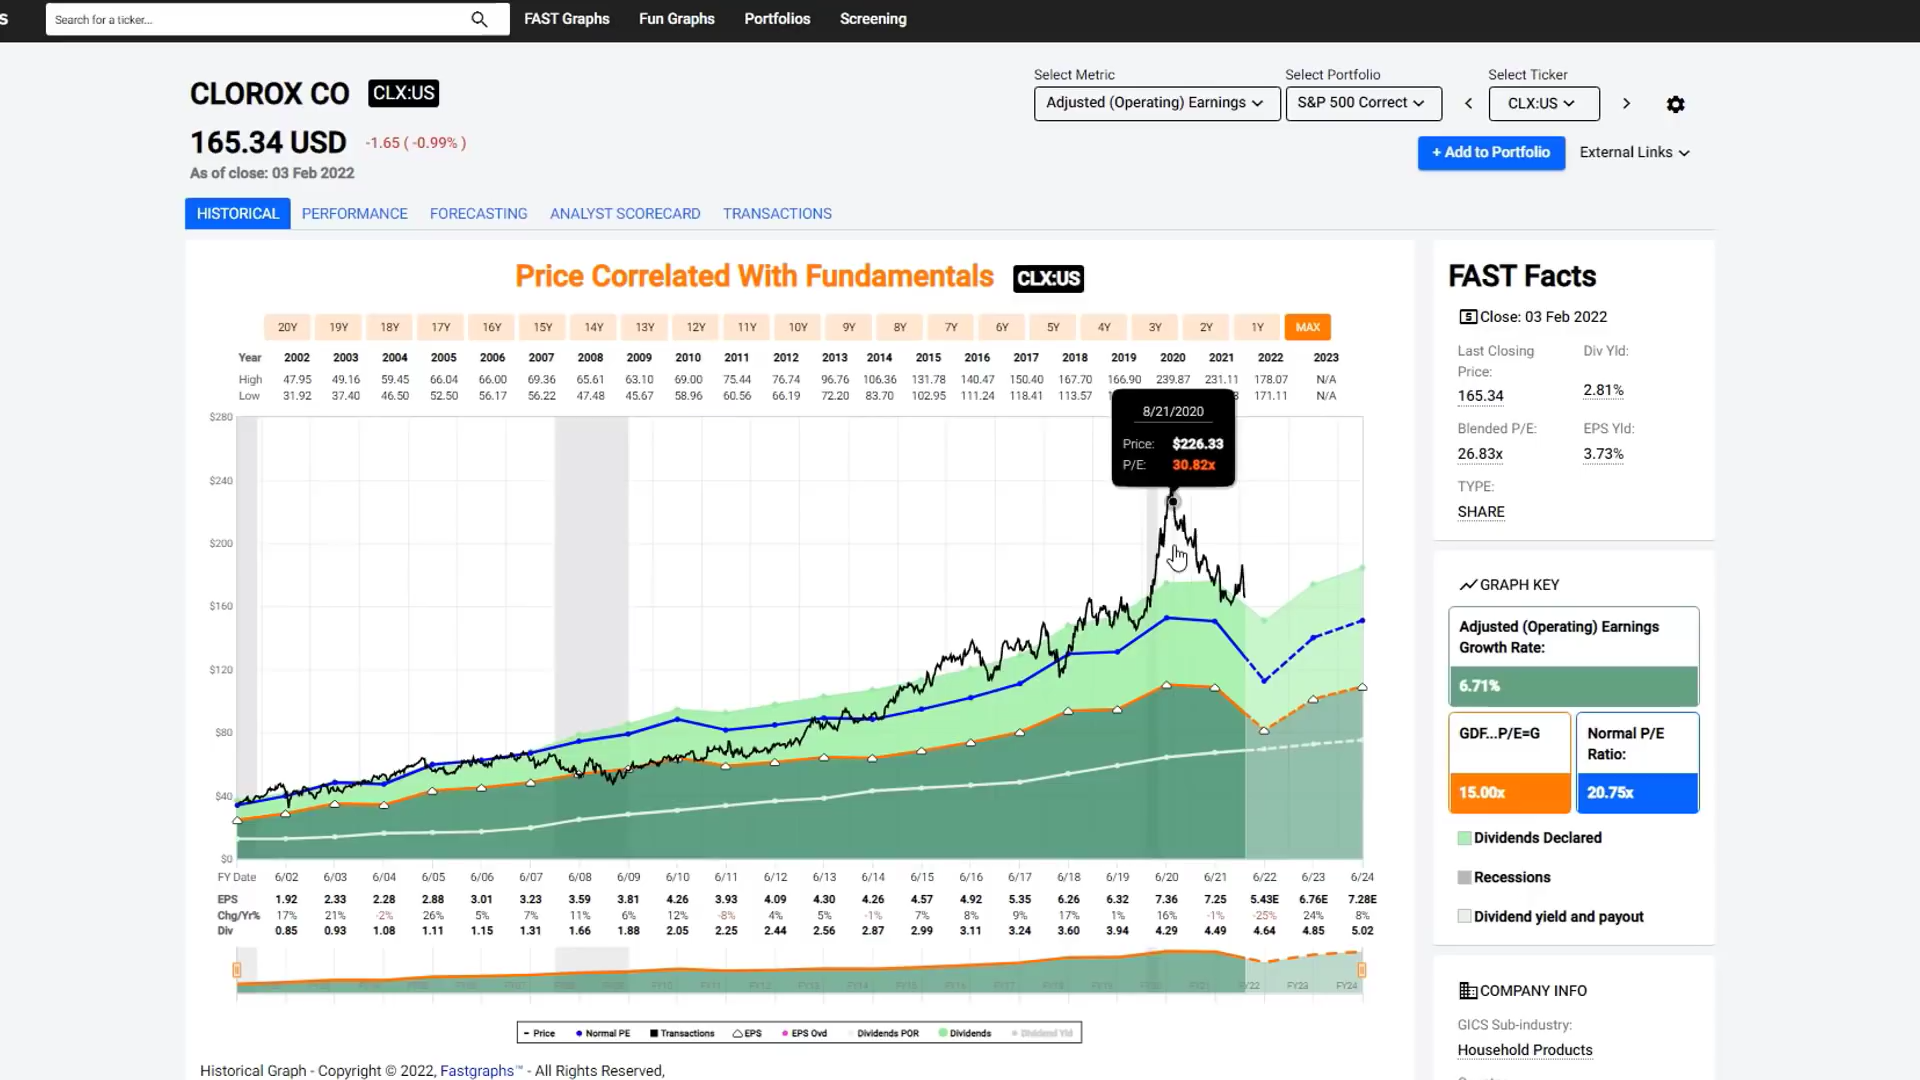 S
Search for a ticker...
FAST Graphs
Fun Graphs
Portfolios
Screening
CLOROX CO CLX:US
165.34 USD -1.65 ( -0.99% )
As of close: 03 Feb 2022
Select Metric
Adjusted (Operating) Earnings
Select Portfolio
S&P 500 Correct
Select Ticker
CLX:US
+ Add to Portfolio
External Links
HISTORICAL PERFORMANCE FORECASTING ANALYST SCORECARD TRANSACTIONS
Price Correlated With Fundamentals CLX:US
20Y 19Y 18Y 17Y 16Y 15Y 14Y 13Y 12Y 11Y 10Y 9Y 8Y 7Y 6Y 5Y 4Y 3Y 2Y 1Y MAX
Year 2002 2003 2004 2005 2006 2007 2008 2009 2010 2011 2012 2013 2014 2015 2016 2017 2018 2019 2020 2021 2022 2023
High 47.95 49.16 59.45 66.04 66.00 69.36 65.61 63.10 69.00 75.44 76.74 96.76 106.36 131.78 140.47 150.40 167.70 166.90 239.87 231.11 178.07 N/A
Low 31.92 37.40 46.50 52.50 56.17 56.22 47.48 45.67 58.96 60.56 66.19 72.20 83.70 102.95 111.24 118.41 113.57 171.11 N/A
8/21/2020
Price: $226.33
P/E: 30.82x
$280
$240
$200
$160
$120
$80
$40
$0
FY Date 6/02 6/03 6/04 6/05 6/06 6/07 6/08 6/09 6/10 6/11 6/12 6/13 6/14 6/15 6/16 6/17 6/18 6/19 6/20 6/21 6/22 6/23 6/24
EPS 1.92 2.33 2.28 2.88 3.01 3.23 3.59 3.81 4.26 3.93 4.09 4.30 4.26 4.57 4.92 5.35 6.26 6.32 7.36 7.25 5.43E 6.76E 7.28E
Chg/Yr% 17% 21% -2% 26% 5% 7% 11% 6% 12% -8% 4% 5% -1% 7% 8% 9% 17% 1% 16% -1% -25% 24% 8%
Div 0.85 0.93 1.08 1.11 1.15 1.31 1.66 1.88 2.05 2.25 2.44 2.56 2.87 2.99 3.11 3.24 3.60 3.94 4.29 4.49 4.64 4.85 5.02
FY10 FY11 FY12 FY13 FY14 FY15 FY16 FY17 FY18 FY19 FY20 FY21 FY22 FY23 FY24
Price Normal PE Transactions EPS EPS Ovd Dividends POR Dividends Dividend Yld
Historical Graph - Copyright © 2022, Fastgraphs™ - All Rights Reserved,
FAST Facts
Close: 03 Feb 2022
Last Closing Price:
165.34
Div Yld:
2.81%
Blended P/E:
26.83x
EPS Yld:
3.73%
TYPE:
SHARE
GRAPH KEY
Adjusted (Operating) Earnings
Growth Rate:
6.71%
GDF...P/E=G
15.00x
Normal P/E
Ratio:
20.75x
Dividends Declared
Recessions
Dividend yield and payout
COMPANY INFO
GICS Sub-industry:
Household Products